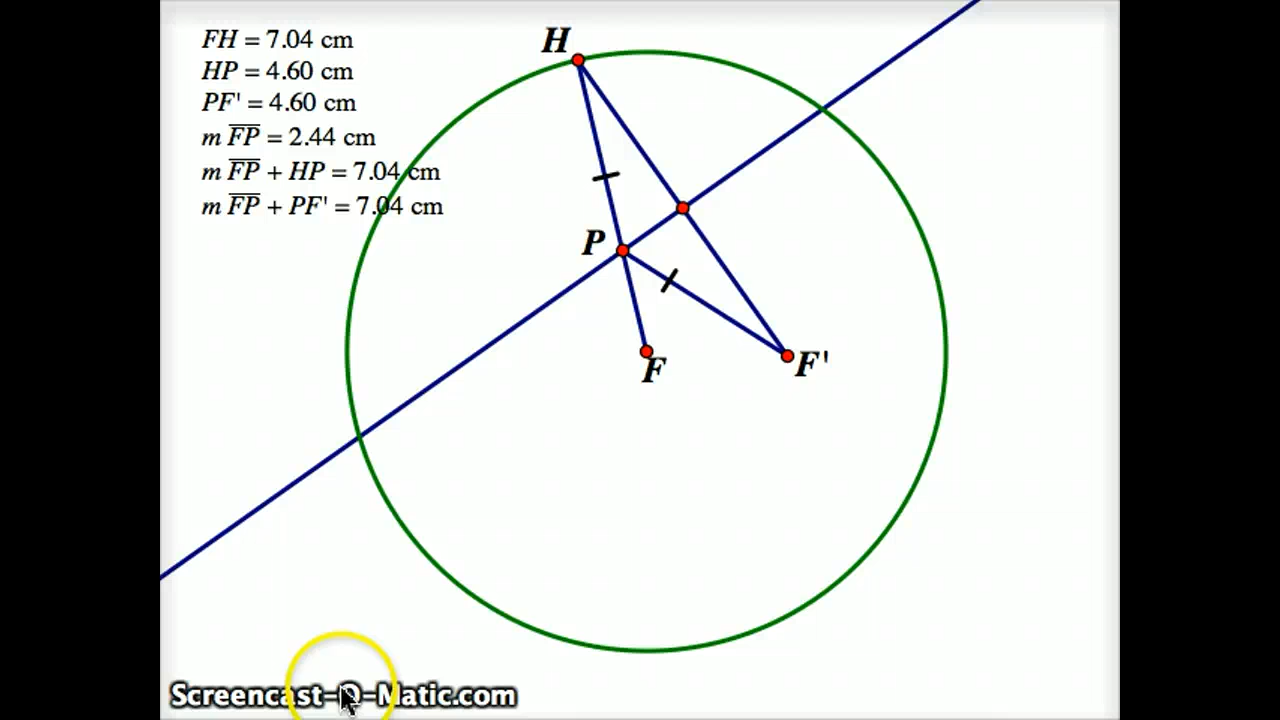 FH = 7.04 cm
HP = 4.60 cm
PF' = 4.60 cm
m FP = 2.44 cm
m FP + HP = 7.04 cm
m FP + PF' = 7.04 cm
H
P
F
F'
Screencast-O-Matic.com